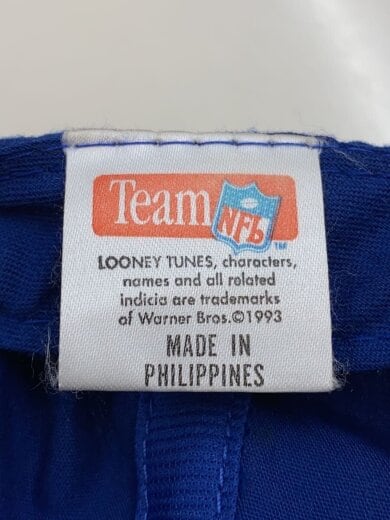 Team NFL TM
LOONEY TUNES, characters,
names and all related
indicia are trademarks
of Warner Bros.©1993
MADE IN
PHILIPPINES